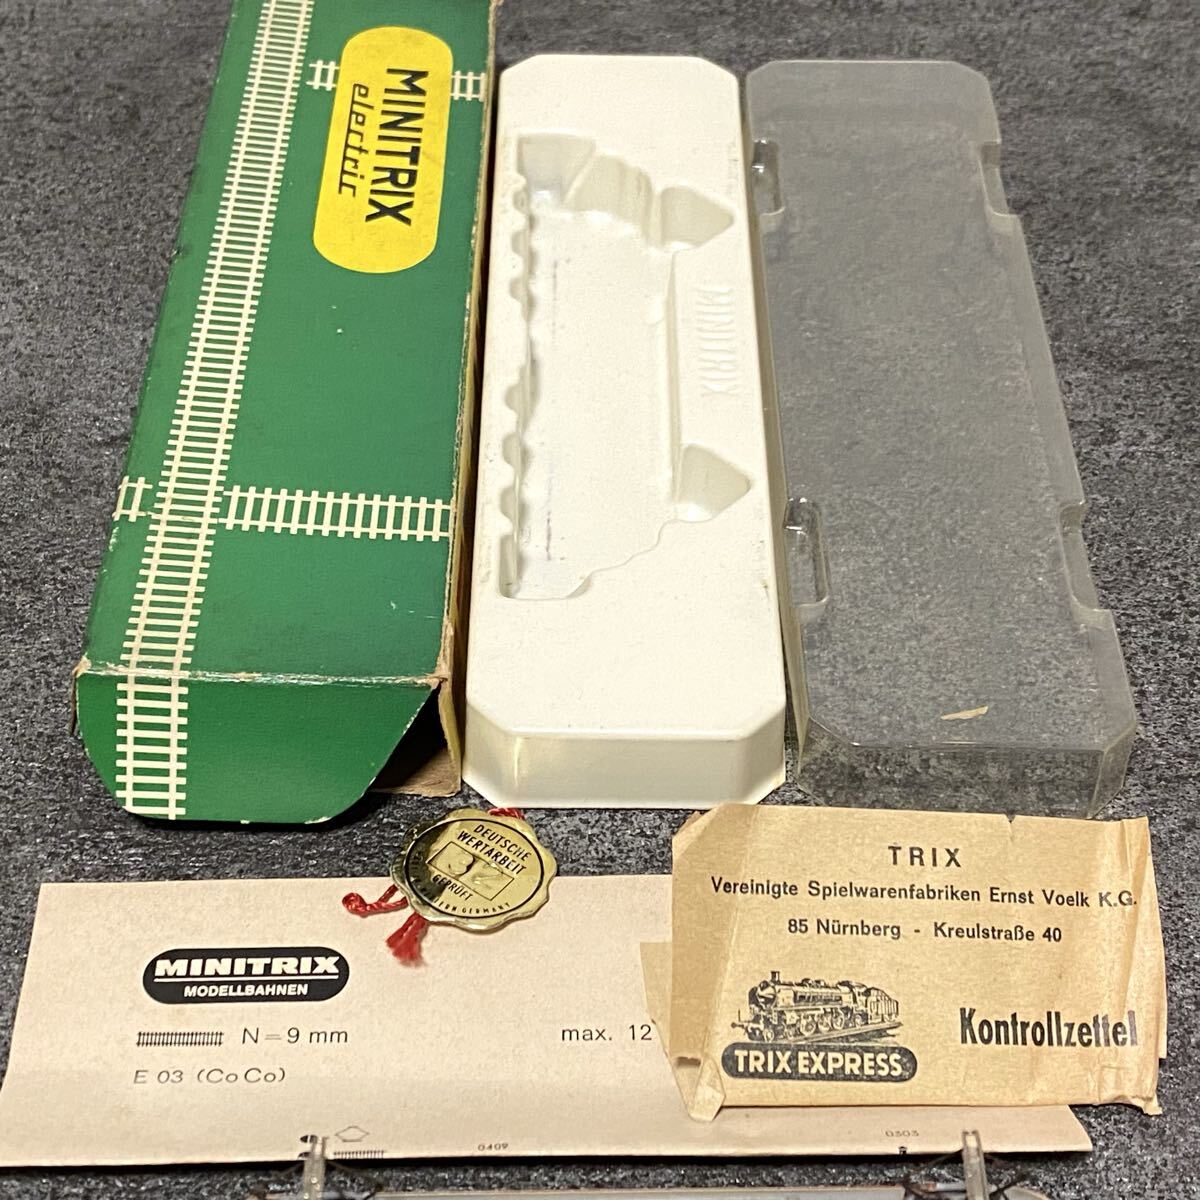 MINITRIX
electric
MINITRIX
DEUTSCHE
WERTARBEIT
32
GEPRÜFT
TRIX
Vereinigte Spielwarenfabriken Ernst Voelk K.G.
85 Nürnberg - Kreulstraße 40
TRIX EXPRESS
Kontrollzettel
MINITRIX
MODELLBAHNEN
N=9 mm
max. 12
E 03 (CoCo)
0409
0303